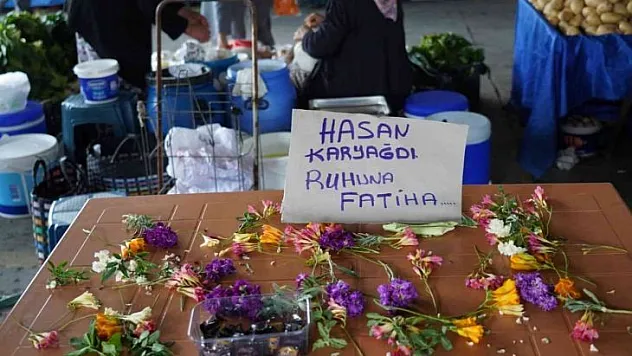 HASAN
KARYAĞDI
RUHUNA
FATİHA.....